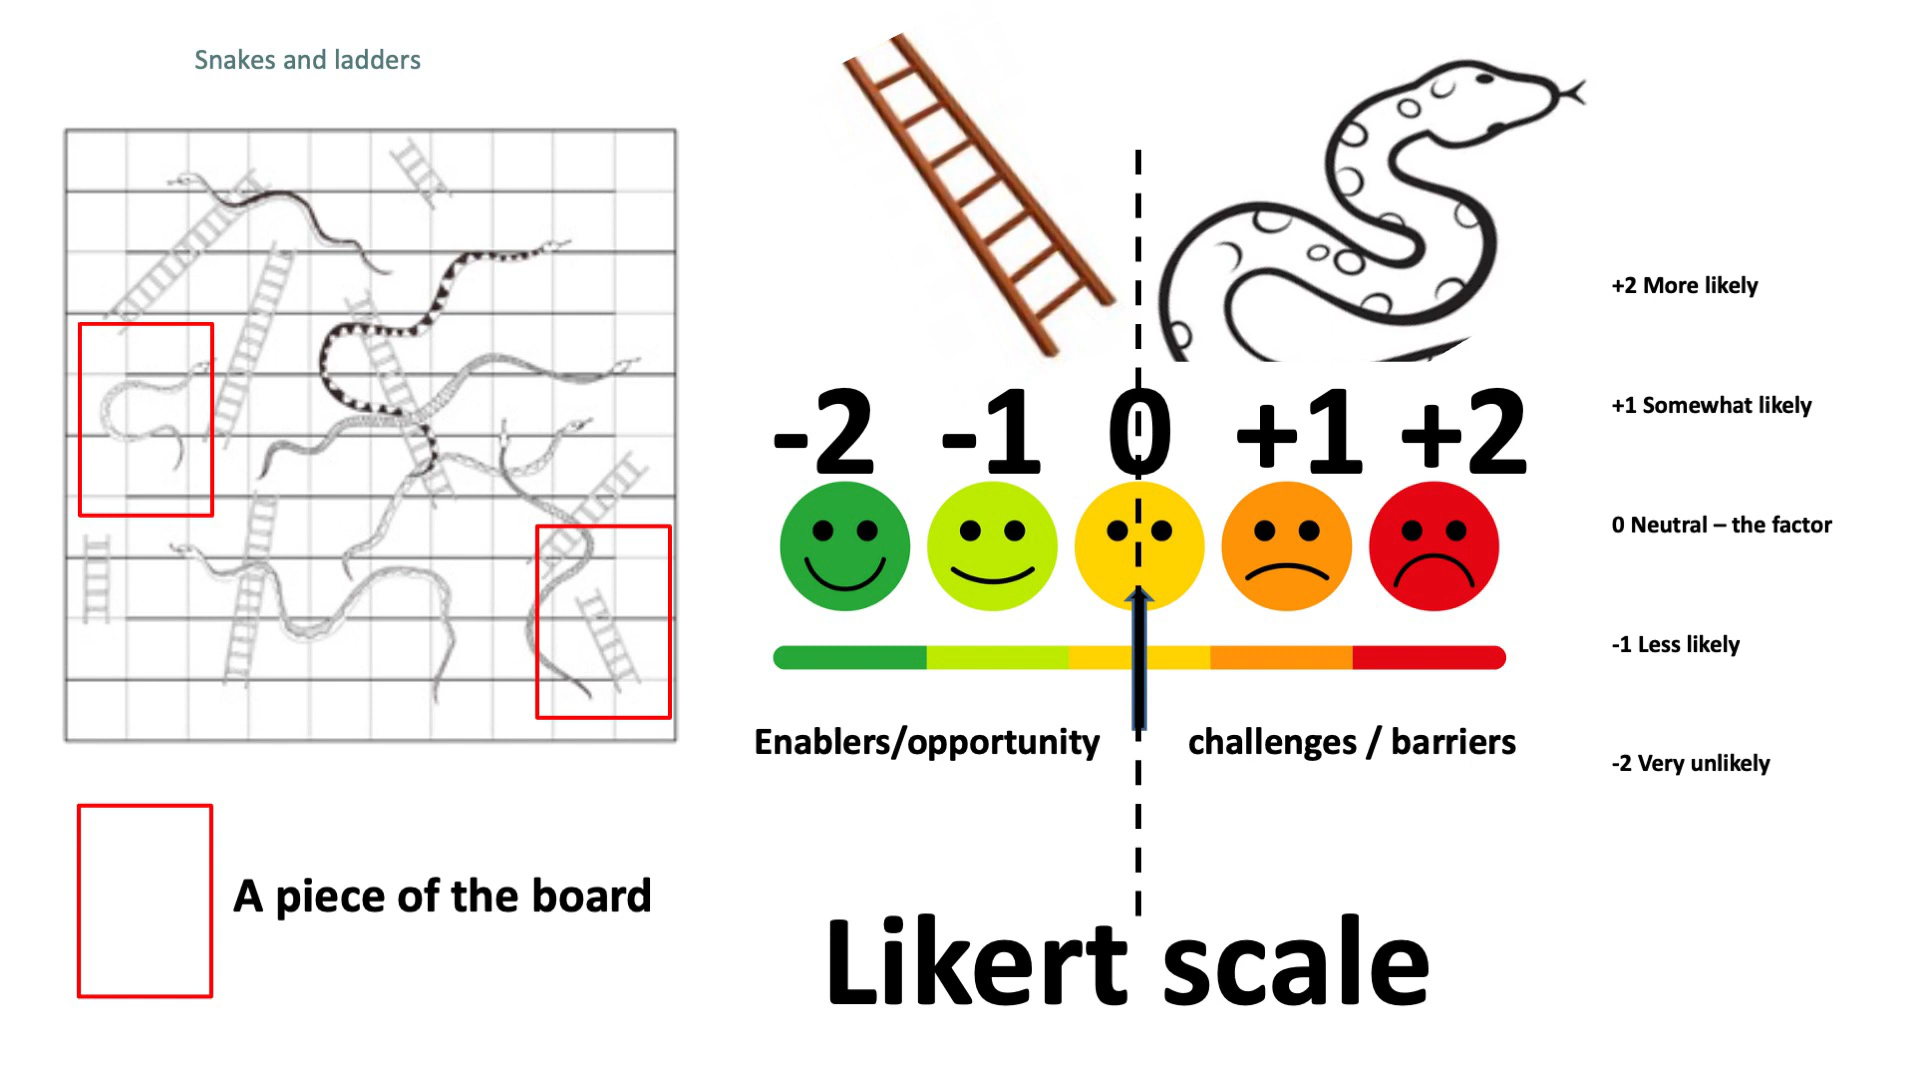 Snakes and ladders
A piece of the board
-2 -1 0 +1 +2
Enablers/opportunity challenges / barriers
Likert scale
+2 More likely
+1 Somewhat likely
0 Neutral – the factor
-1 Less likely
-2 Very unlikely